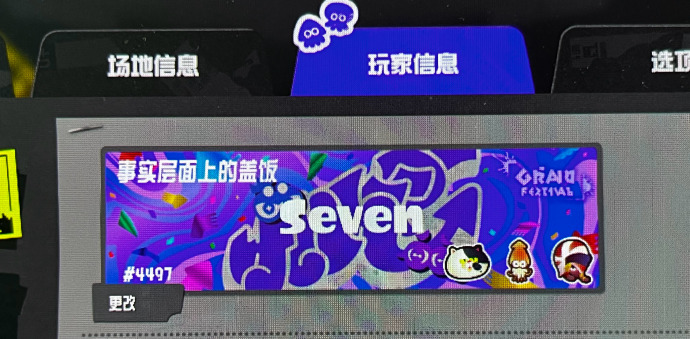 场地信息
玩家信息
选项
事实层面上的盖饭
GRAND
FESTIVAL
Seven
#4497
更改